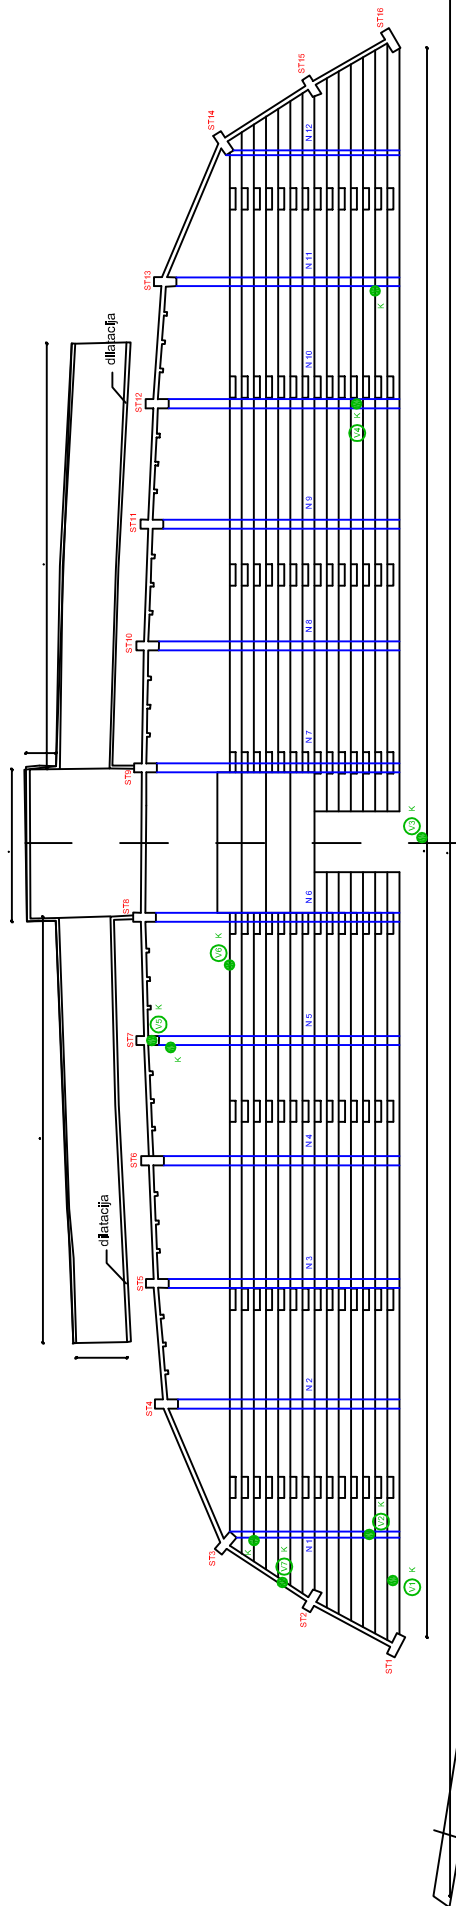 ST16
ST15
ST14
N 12
ST13
N 11
K
dilatacija
ST12
N 10
K
V4
ST11
N 9
ST10
N 8
ST9
N 7
K
V3
ST8
N 6
K
V6
K
V5
ST7
N 5
K
ST6
N 4
dilatacija
ST5
N 3
ST4
N 2
K
V2
ST3
K
N 1
K
V7
ST2
K
V1
ST1